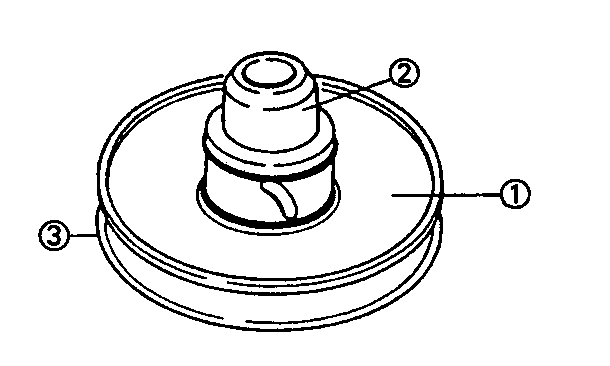 ②
①
③